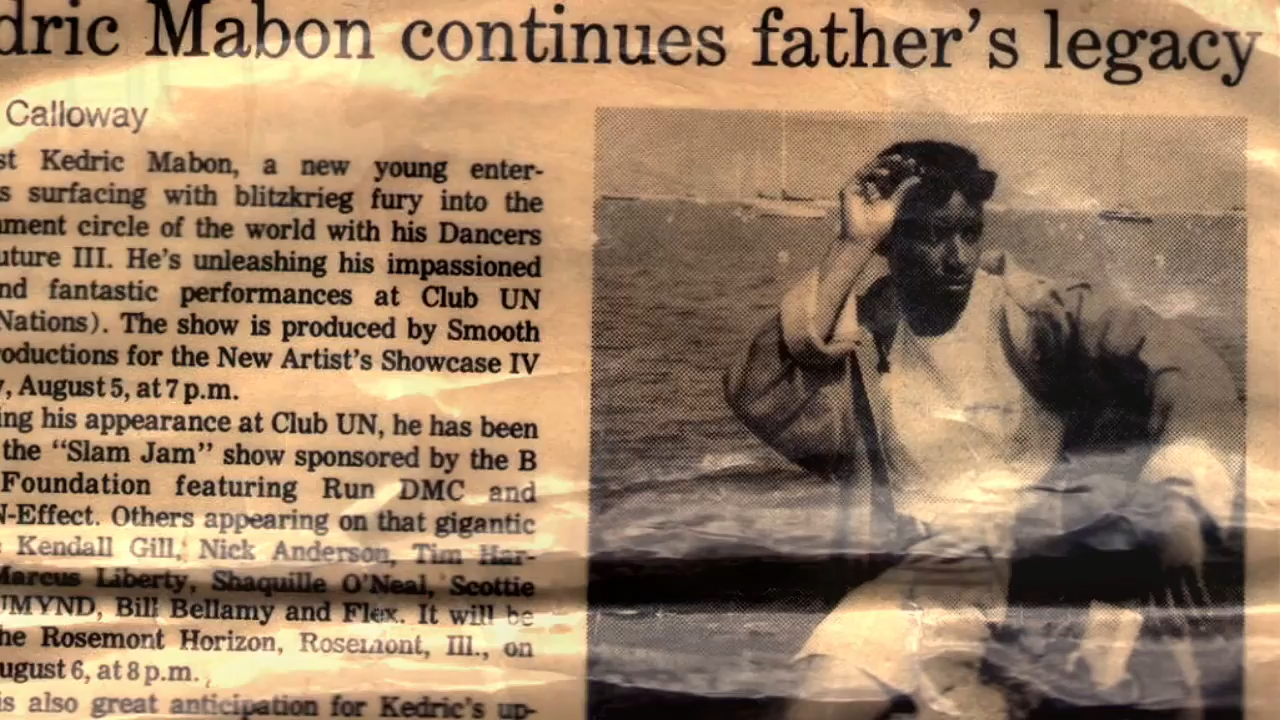 dric Mabon continues father's legacy
Calloway
st Kedric Mabon, a new young enter-
s surfacing with blitzkrieg fury into the
ment circle of the world with his Dancers
uture III. He's unleashing his impassioned
nd fantastic performances at Club UN
Nations). The show is produced by Smooth
oductions for the New Artist's Showcase IV
y, August 5, at 7 p.m.
ing his appearance at Club UN, he has been
the "Slam Jam" show sponsored by the B
Foundation featuring Run DMC and
N-Effect. Others appearing on that gigantic
e Kendall Gill, Nick Anderson, Tim Har-
Marcus Liberty, Shaquille O'Neal, Scottie
UMYND, Bill Bellamy and Flex. It will be
he Rosemont Horizon, Rosemont, Ill., on
ugust 6, at 8 p.m.
is also great anticipation for Kedric's up-